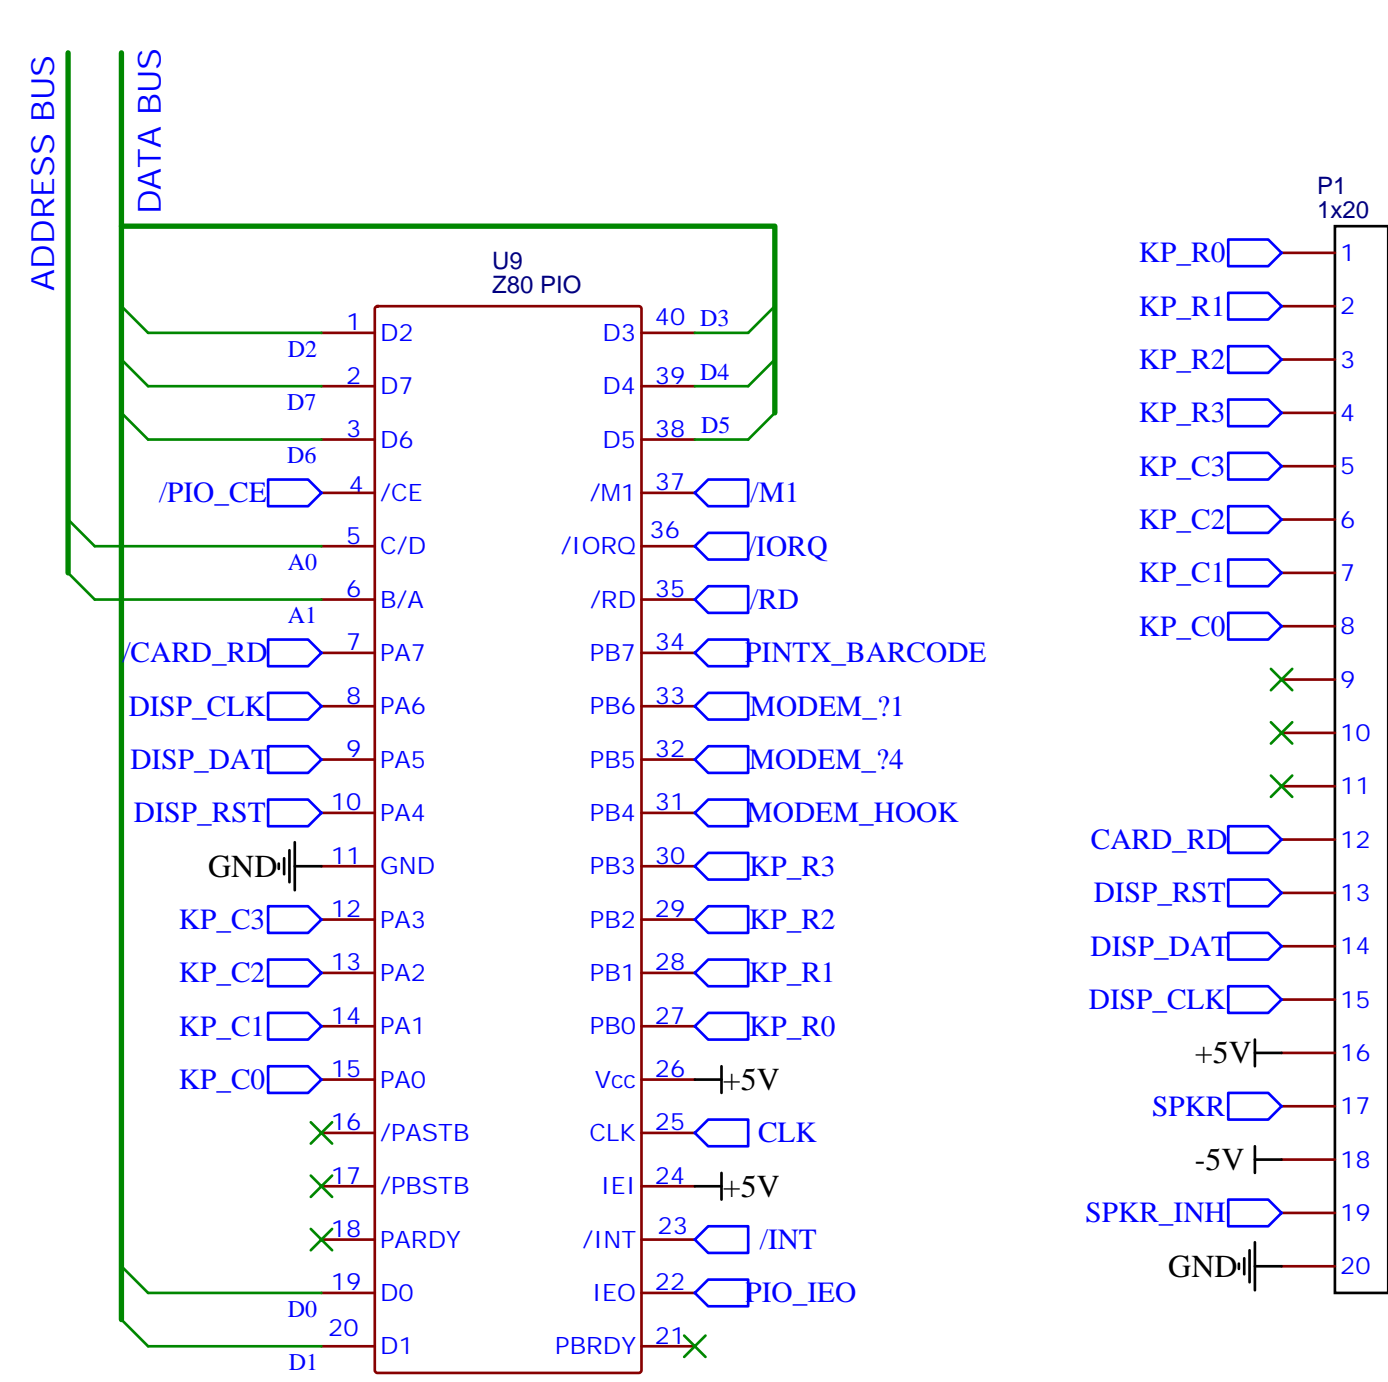 ADDRESS BUS
DATA BUS
U9
Z80 PIO
1 D2
D2
2 D7
D7
3 D6
D6
/PIO_CE 4 /CE
5 C/D
A0
6 B/A
A1
/CARD_RD 7 PA7
DISP_CLK 8 PA6
DISP_DAT 9 PA5
DISP_RST 10 PA4
GND 11 GND
KP_C3 12 PA3
KP_C2 13 PA2
KP_C1 14 PA1
KP_C0 15 PA0
16 /PASTB
17 /PBSTB
18 PARDY
19 D0
D0
20 D1
D1
D3 40 D3
D4 39 D4
D5 38 D5
/M1 37 /M1
/IORQ 36 /IORQ
/RD 35 /RD
PB7 34 PINTX_BARCODE
PB6 33 MODEM_?1
PB5 32 MODEM_?4
PB4 31 MODEM_HOOK
PB3 30 KP_R3
PB2 29 KP_R2
PB1 28 KP_R1
PB0 27 KP_R0
Vcc 26 +5V
CLK 25 CLK
IEI 24 +5V
/INT 23 /INT
IEO 22 PIO_IEO
PBRDY 21
P1
1x20
KP_R0 1
KP_R1 2
KP_R2 3
KP_R3 4
KP_C3 5
KP_C2 6
KP_C1 7
KP_C0 8
9
10
11
CARD_RD 12
DISP_RST 13
DISP_DAT 14
DISP_CLK 15
+5V 16
SPKR 17
-5V 18
SPKR_INH 19
GND 20